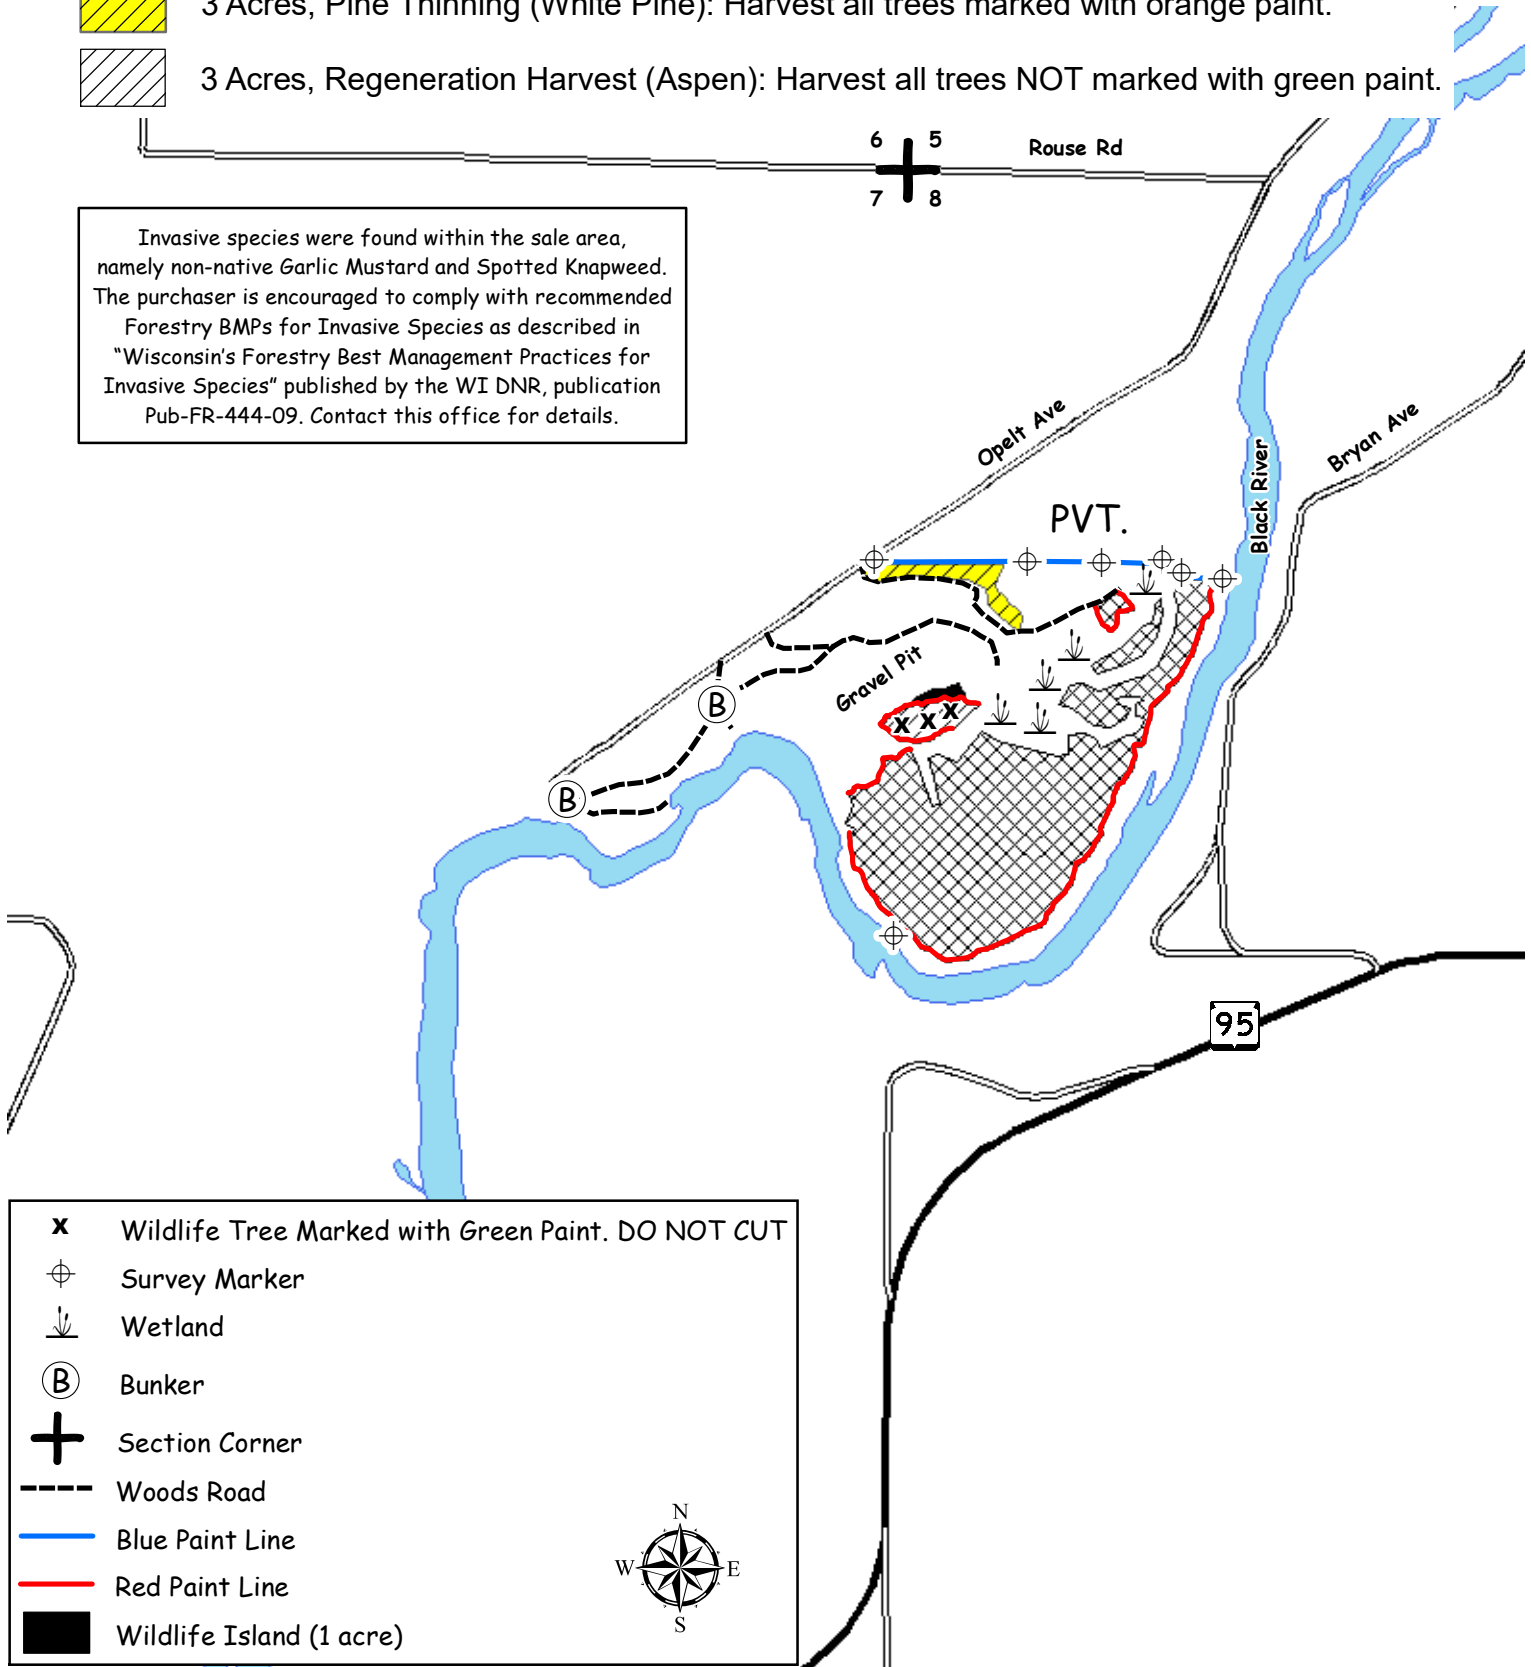 3 Acres, Pine Thinning (White Pine): Harvest all trees marked with orange paint.
3 Acres, Regeneration Harvest (Aspen): Harvest all trees NOT marked with green paint.
6 5
7 8
Rouse Rd
Invasive species were found within the sale area,
namely non-native Garlic Mustard and Spotted Knapweed.
The purchaser is encouraged to comply with recommended
Forestry BMPs for Invasive Species as described in
“Wisconsin’s Forestry Best Management Practices for
Invasive Species” published by the WI DNR, publication
Pub-FR-444-09. Contact this office for details.
Opelt Ave
Bryan Ave
Black River
PVT.
Gravel Pit
B
x x x
B
95
x Wildlife Tree Marked with Green Paint. DO NOT CUT
Survey Marker
Wetland
B Bunker
Section Corner
Woods Road
Blue Paint Line
Red Paint Line
Wildlife Island (1 acre)
N
W E
S